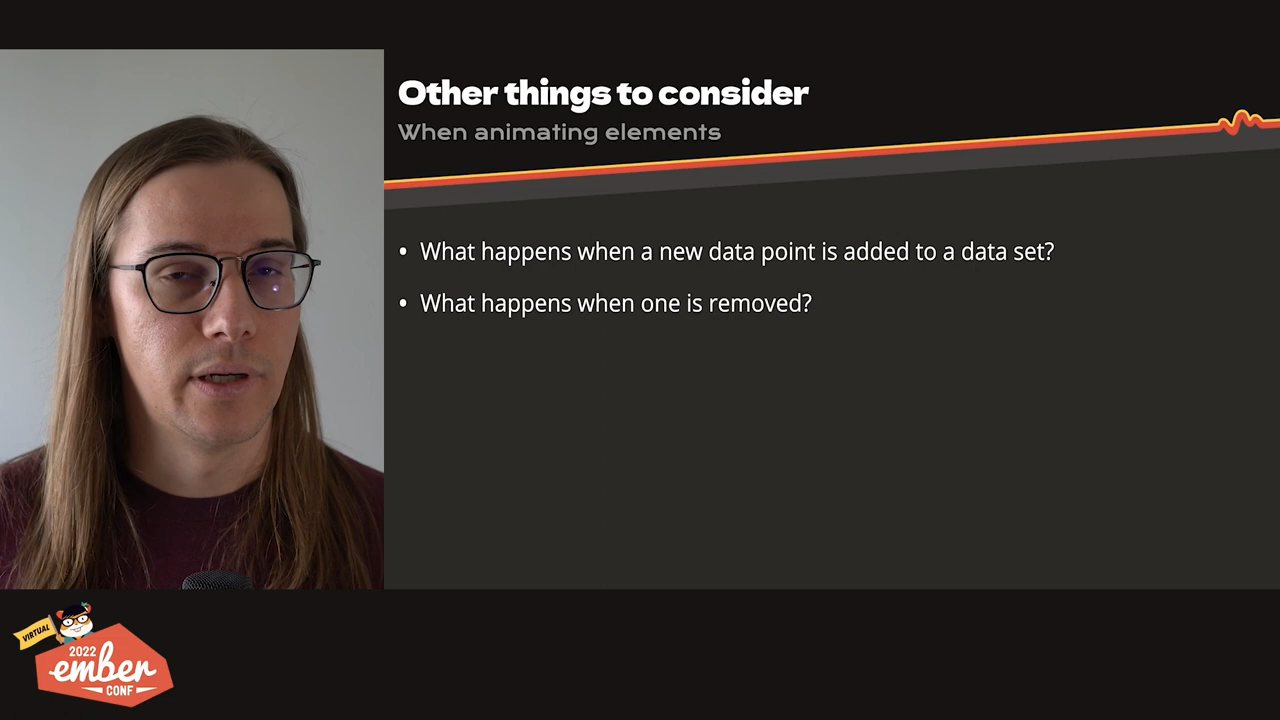 Other things to consider
When animating elements
• What happens when a new data point is added to a data set?
• What happens when one is removed?
VIRTUAL
2022
ember
CONF